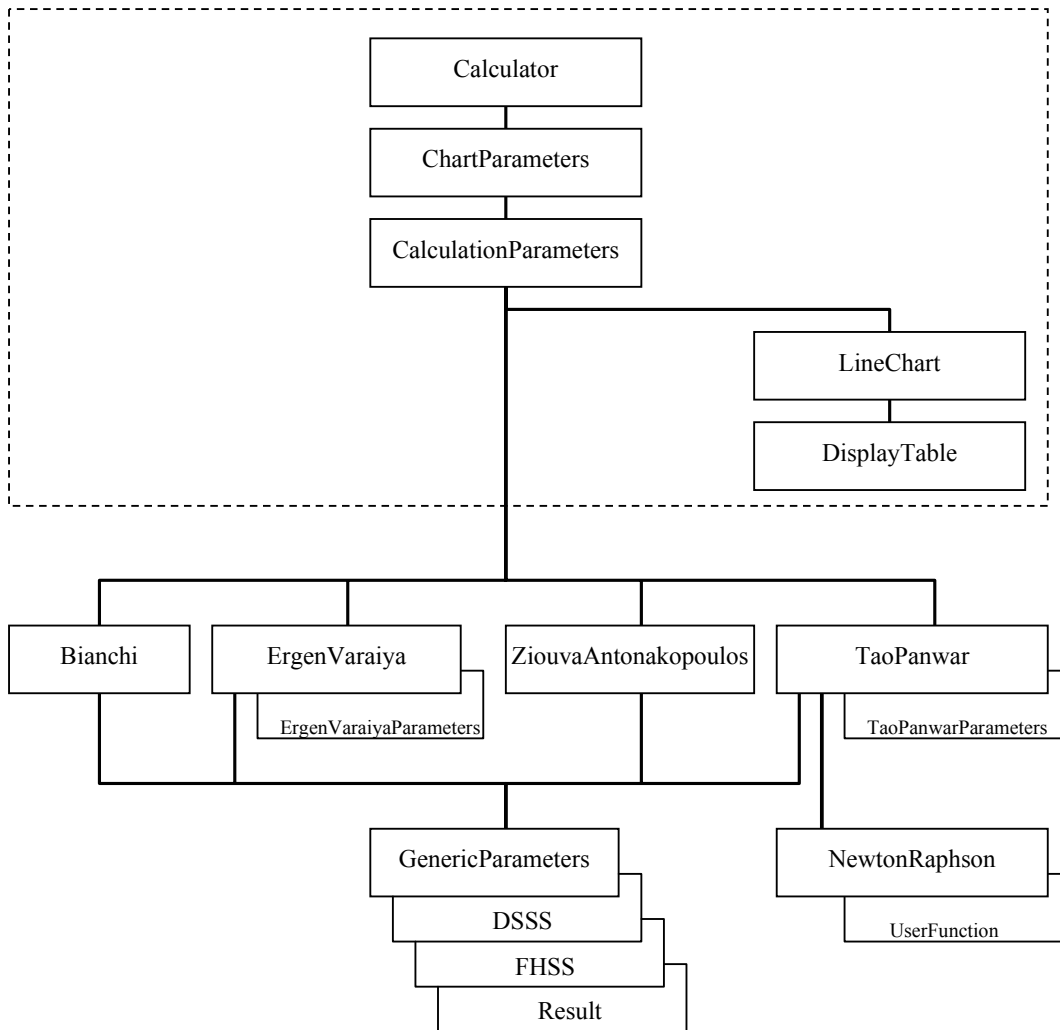 Calculator
ChartParameters
CalculationParameters
LineChart
DisplayTable
Bianchi
ErgenVaraiya
ZiouvaAntonakopoulos
TaoPanwar
ErgenVaraiyaParameters
TaoPanwarParameters
GenericParameters
NewtonRaphson
DSSS
UserFunction
FHSS
Result